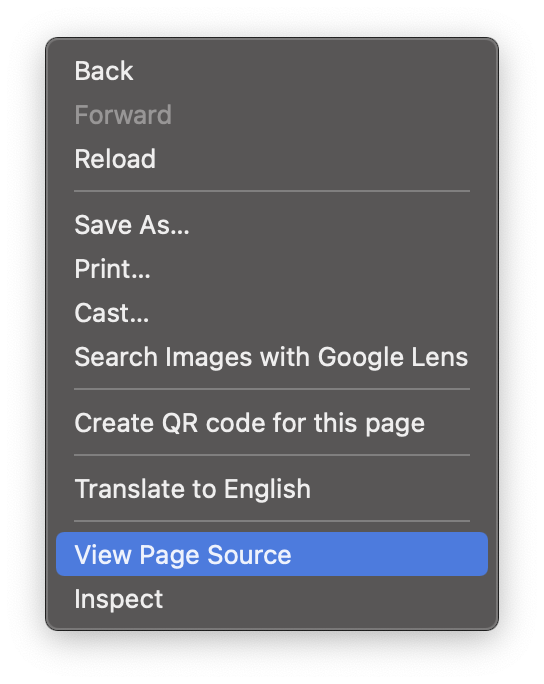 Back
Forward
Reload
Save As...
Print...
Cast...
Search Images with Google Lens
Create QR code for this page
Translate to English
View Page Source
Inspect